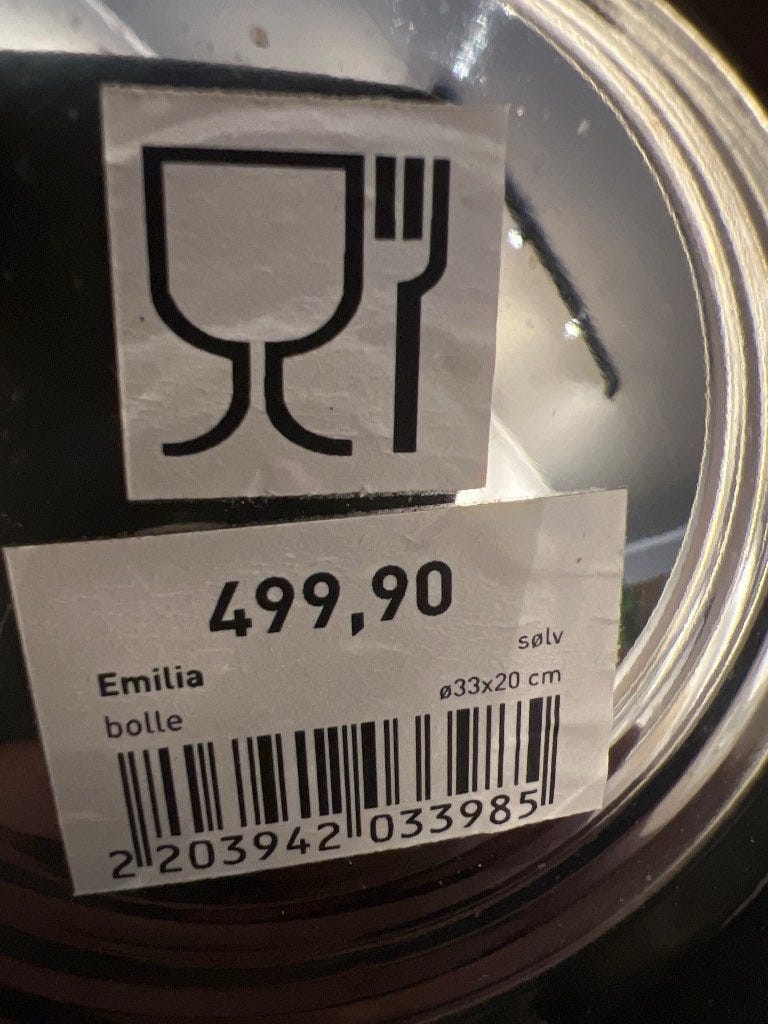 499,90
sølv
Emilia
ø33x20 cm
bolle
2 203942 033985